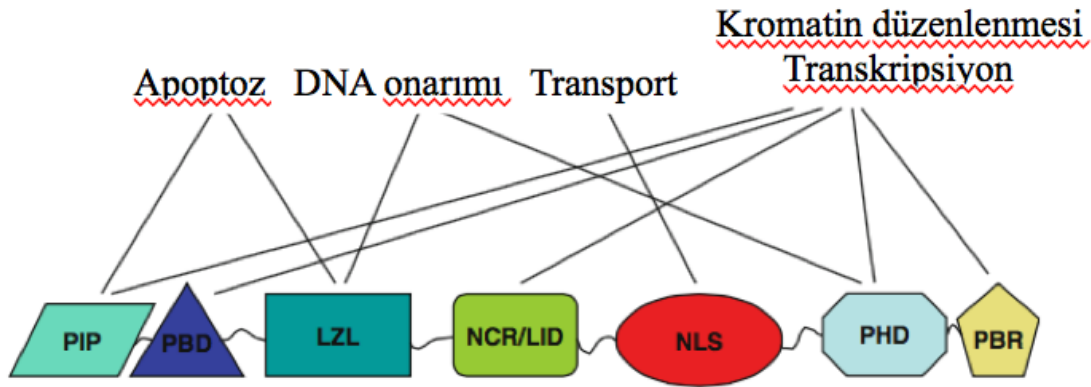 Kromatin düzenlenmesi
Apoptoz DNA onarımı Transport Transkripsiyon
PIP PBD LZL NCR/LID NLS PHD PBR